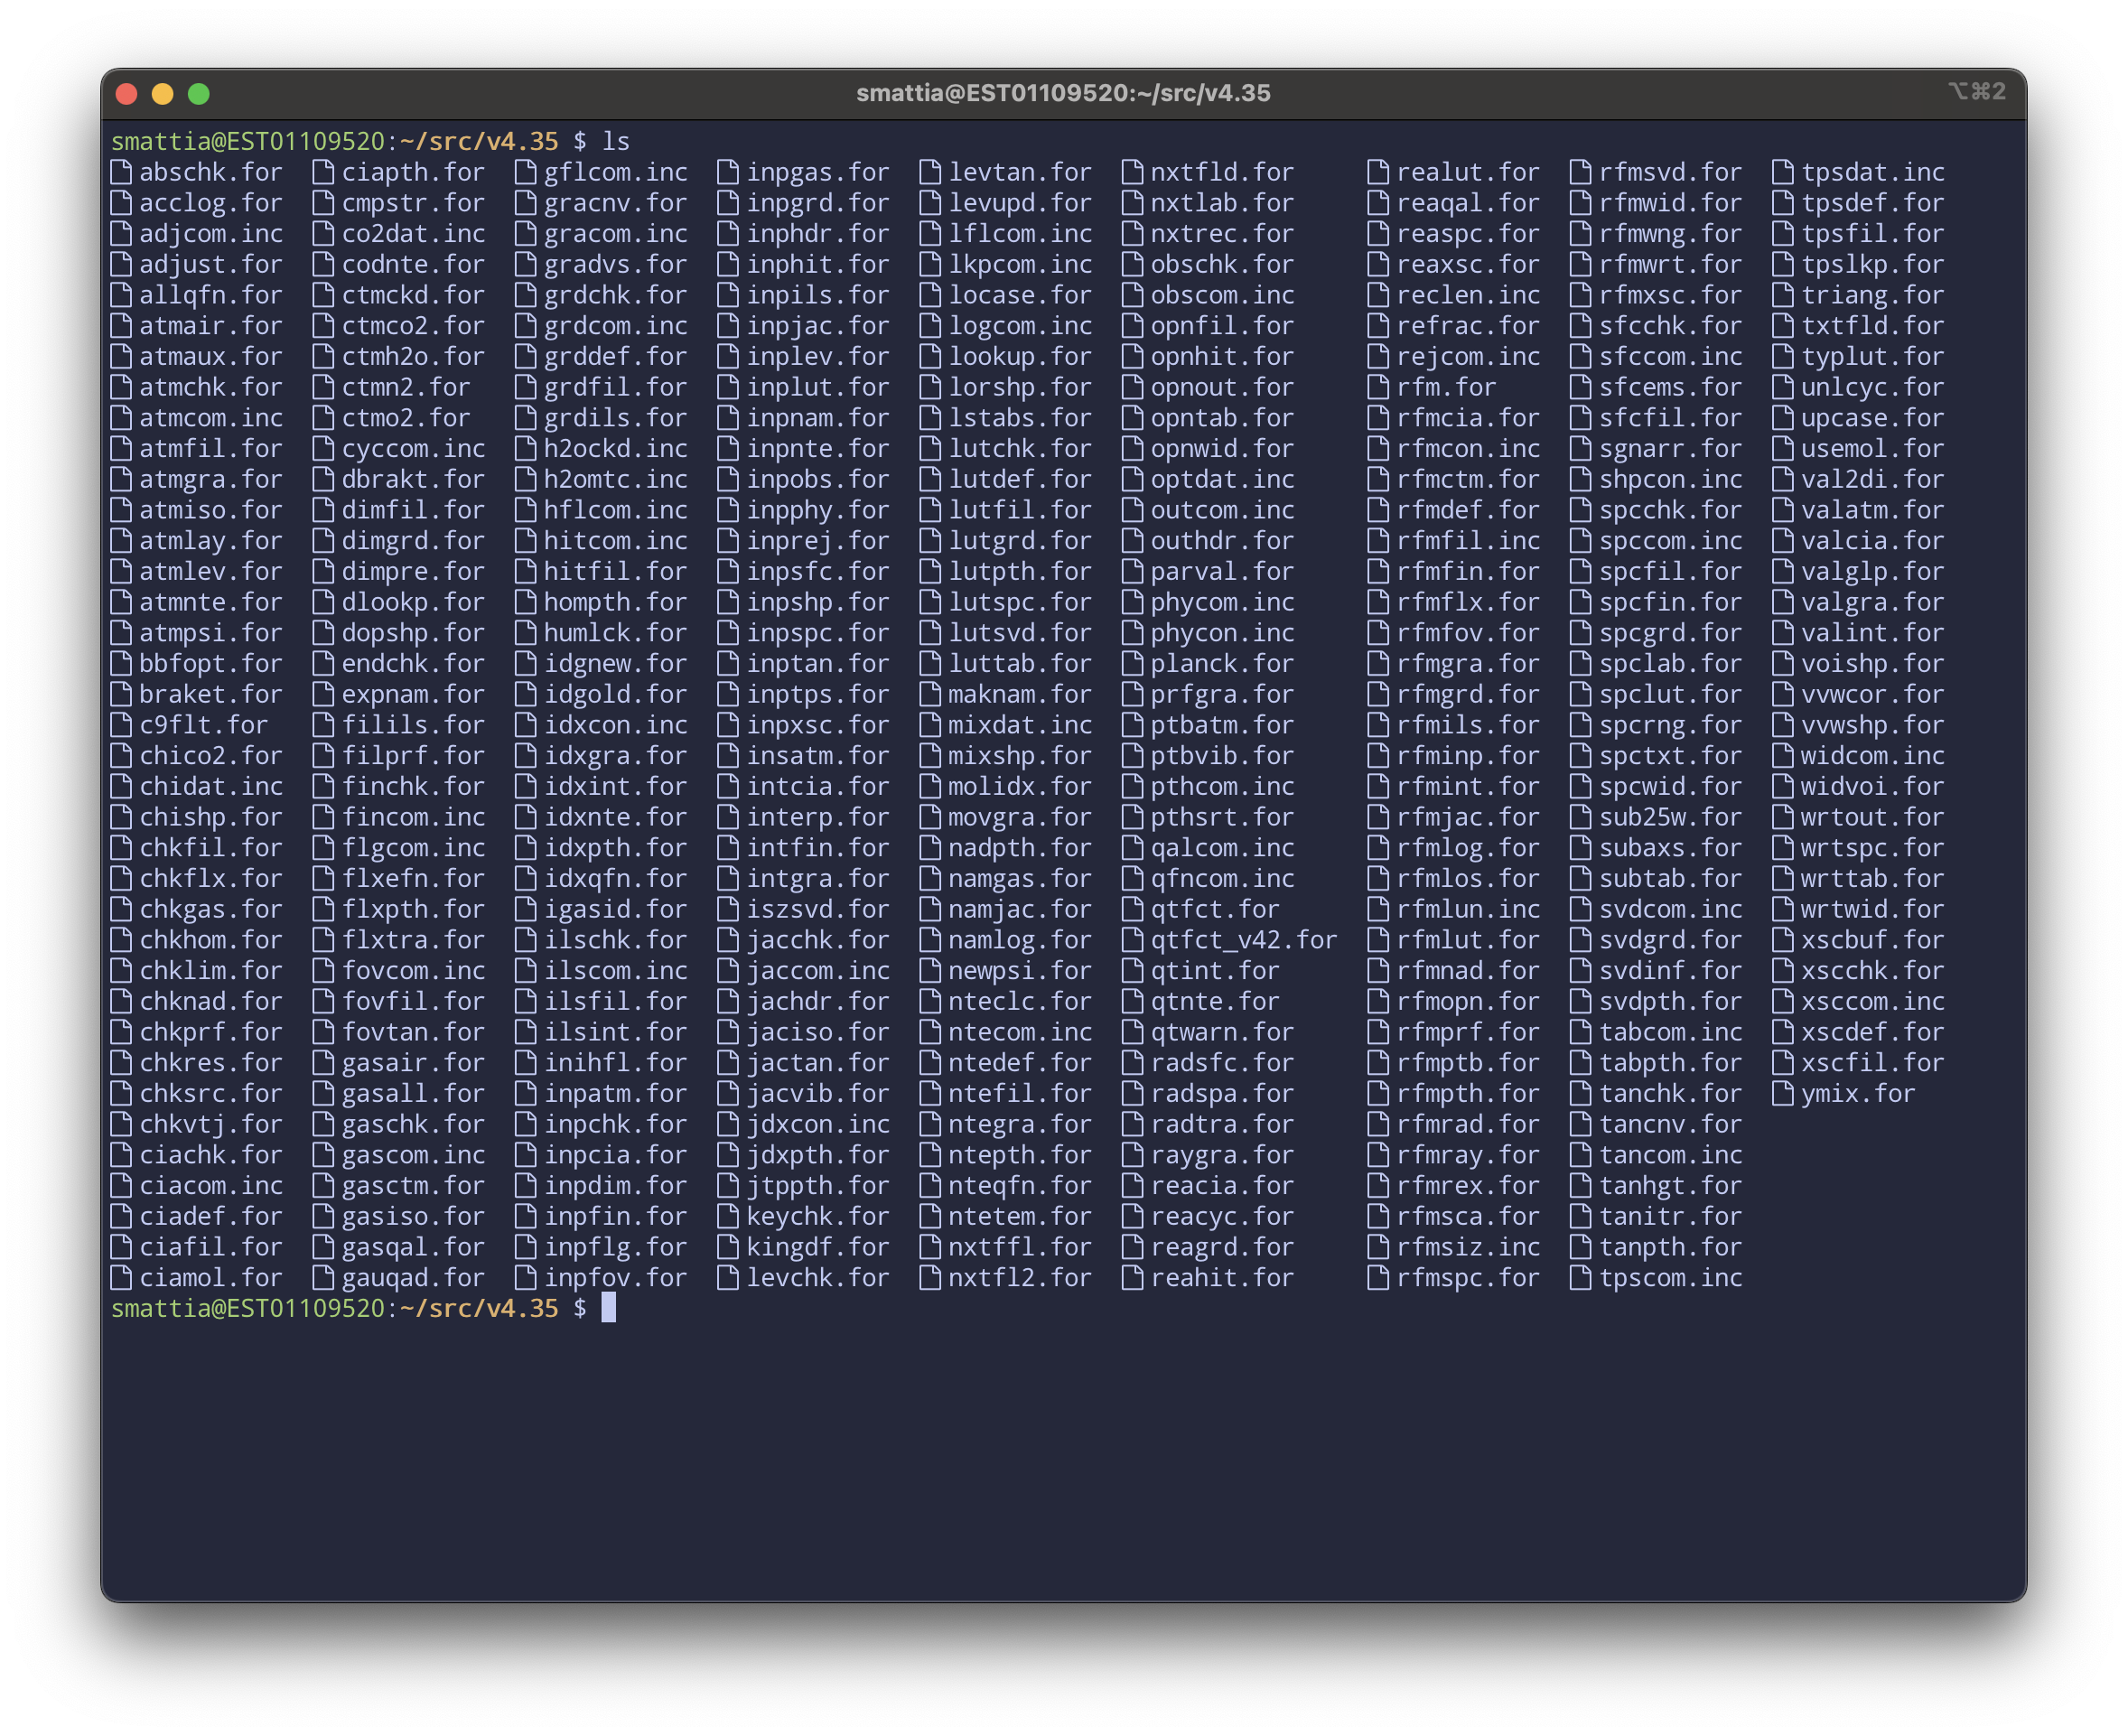 smattia@EST01109520:~/src/v4.35
⌥⌘2
smattia@EST01109520:~/src/v4.35 $ ls
abschk.for ciapth.for gflcom.inc inpgas.for levtan.for nxtfld.for realut.for rfmsvd.for tpsdat.inc
acclog.for cmpstr.for gracnv.for inpgrd.for levupd.for nxtlab.for reaqal.for rfmwid.for tpsdef.for
adjcom.inc co2dat.inc gracom.inc inphdr.for lflcom.inc nxtrec.for reaspc.for rfmwng.for tpsfil.for
adjust.for codnte.for gradvs.for inphit.for lkpcom.inc obschk.for reaxsc.for rfmwrt.for tpslkp.for
allqfn.for ctmckd.for grdchk.for inpils.for locase.for obscom.inc reclen.inc rfmxsc.for triang.for
atmair.for ctmco2.for grdcom.inc inpjac.for logcom.inc opnfil.for refrac.for sfcchk.for txtfld.for
atmaux.for ctmh2o.for grddef.for inplev.for lookup.for opnhit.for rejcom.inc sfccom.inc typlut.for
atmchk.for ctmn2.for grdfil.for inplut.for lorshp.for opnout.for rfm.for sfcems.for unlcyc.for
atmcom.inc ctmo2.for grdils.for inpnam.for lstabs.for opntab.for rfmcia.for sfcfil.for upcase.for
atmfil.for cyccom.inc h2ockd.inc inpnte.for lutchk.for opnwid.for rfmcon.inc sgnarr.for usemol.for
atmgra.for dbrakt.for h2omtc.inc inpobs.for lutdef.for optdat.inc rfmctm.for shpcon.inc val2di.for
atmiso.for dimfil.for hflcom.inc inpphy.for lutfil.for outcom.inc rfmdef.for spcchk.for valatm.for
atmlay.for dimgrd.for hitcom.inc inprej.for lutgrd.for outhdr.for rfmfil.inc spccom.inc valcia.for
atmlev.for dimpre.for hitfil.for inpsfc.for lutpth.for parval.for rfmfin.for spcfil.for valglp.for
atmnte.for dlookp.for hompth.for inpshp.for lutspc.for phycom.inc rfmflx.for spcfin.for valgra.for
atmpsi.for dopshp.for humlck.for inpspc.for lutsvd.for phycon.inc rfmfov.for spcgrd.for valint.for
bbfopt.for endchk.for idgnew.for inptan.for luttab.for planck.for rfmgra.for spclab.for voishp.for
braket.for expnam.for idgold.for inptps.for maknam.for prfgra.for rfmgrd.for spclut.for vvwcor.for
c9flt.for filils.for idxcon.inc inpxsc.for mixdat.inc ptbatm.for rfmils.for spcrng.for vvwshp.for
chico2.for filprf.for idxgra.for insatm.for mixshp.for ptbvib.for rfminp.for spctxt.for widcom.inc
chidat.inc finchk.for idxint.for intcia.for molidx.for pthcom.inc rfmint.for spcwid.for widvoi.for
chishp.for fincom.inc idxnte.for interp.for movgra.for pthsrt.for rfmjac.for sub25w.for wrtout.for
chkfil.for flgcom.inc idxpth.for intfin.for nadpth.for qalcom.inc rfmlog.for subaxs.for wrtspc.for
chkflx.for flxefn.for idxqfn.for intgra.for namgas.for qfncom.inc rfmlos.for subtab.for wrttab.for
chkgas.for flxpth.for igasid.for iszsvd.for namjac.for qtfct.for rfmlun.inc svdcom.inc wrtwid.for
chkhom.for flxtra.for ilschk.for jacchk.for namlog.for qtfct_v42.for rfmlut.for svdgrd.for xscbuf.for
chklim.for fovcom.inc ilscom.inc jaccom.inc newpsi.for qtint.for rfmnad.for svdinf.for xscchk.for
chknad.for fovfil.for ilsfil.for jachdr.for nteclc.for qtnte.for rfmopn.for svdpth.for xsccom.inc
chkprf.for fovtan.for ilsint.for jaciso.for ntecom.inc qtwarn.for rfmprf.for tabcom.inc xscdef.for
chkres.for gasair.for inihfl.for jactan.for ntedef.for radsfc.for rfmptb.for tabpth.for xscfil.for
chksrc.for gasall.for inpatm.for jacvib.for ntefil.for radspa.for rfmpth.for tanchk.for ymix.for
chkvtj.for gaschk.for inpchk.for jdxcon.inc ntegra.for radtra.for rfmrad.for tancnv.for
ciachk.for gascom.inc inpcia.for jdxpth.for ntepth.for raygra.for rfmray.for tancom.inc
ciacom.inc gasctm.for inpdim.for jtppth.for nteqfn.for reacia.for rfmrex.for tanhgt.for
ciadef.for gasiso.for inpfin.for keychk.for ntetem.for reacyc.for rfmsca.for tanitr.for
ciafil.for gasqal.for inpflg.for kingdf.for nxtffl.for reagrd.for rfmsiz.inc tanpth.for
ciamol.for gauqad.for inpfov.for levchk.for nxtfl2.for reahit.for rfmspc.for tpscom.inc
smattia@EST01109520:~/src/v4.35 $